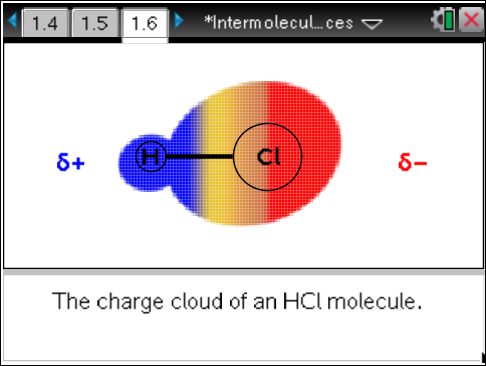 1.4 1.5 1.6 *Intermolecul…ces
δ+ H Cl δ−
The charge cloud of an HCl molecule.